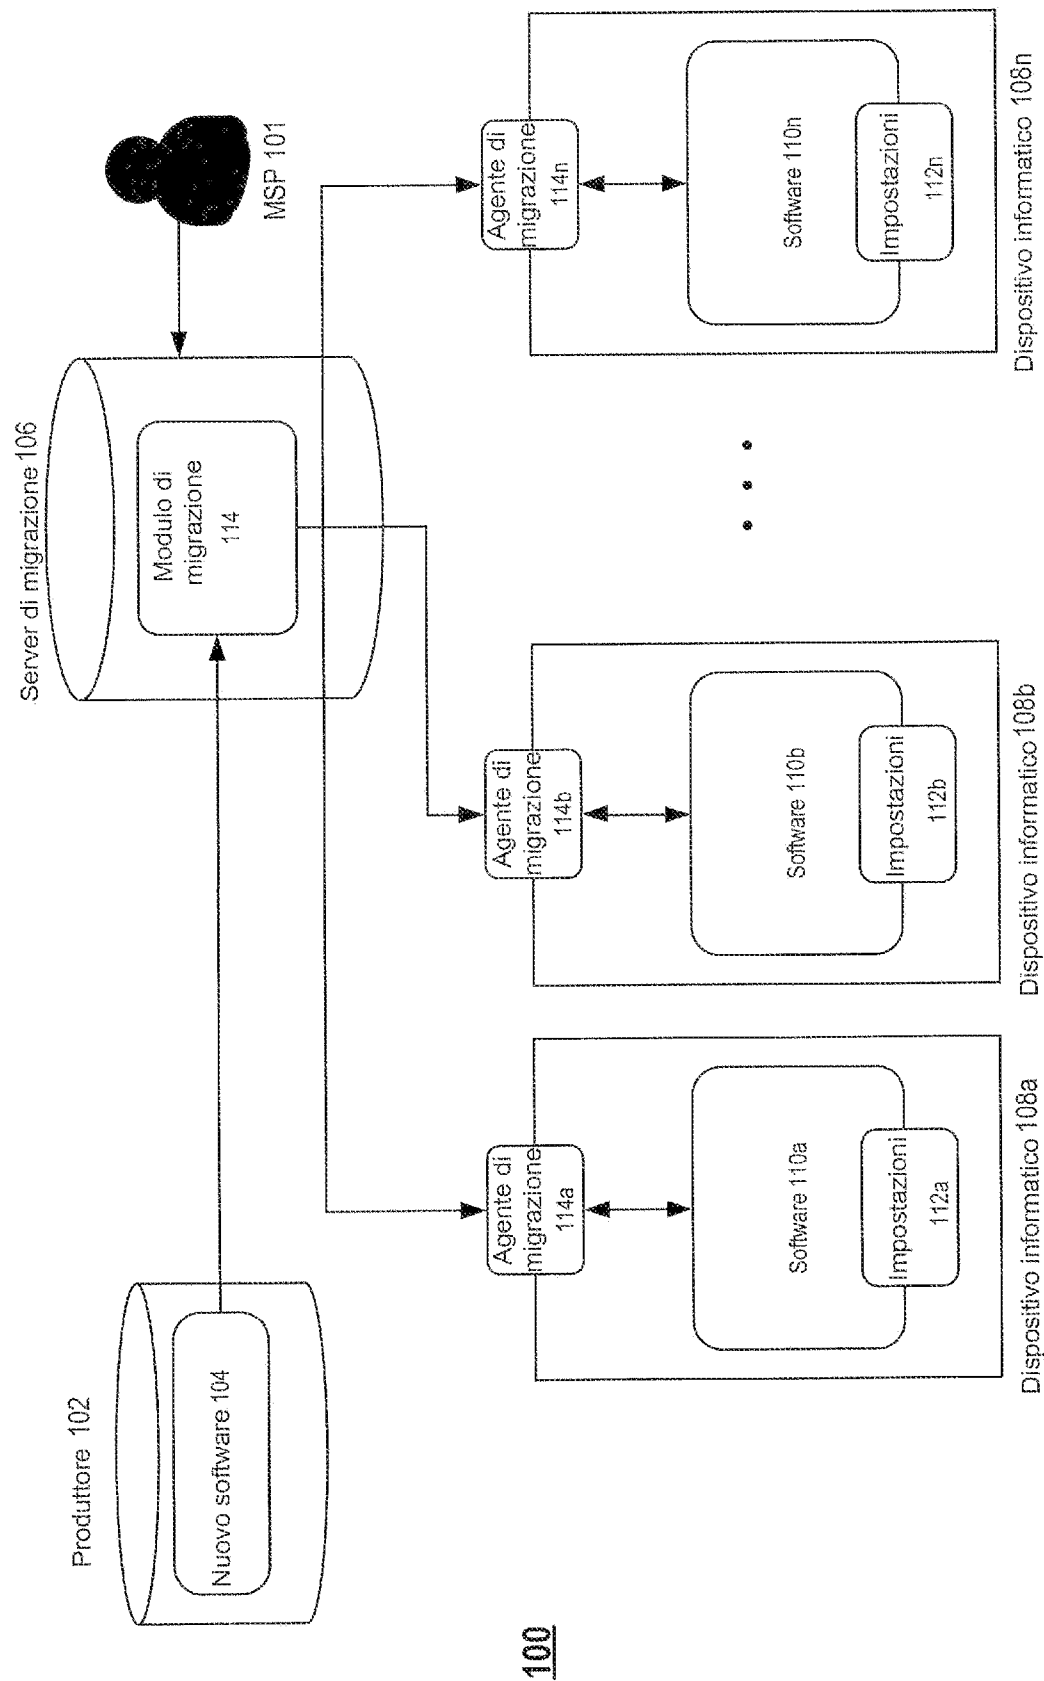 Produttore 102
Nuovo software 104
Server di migrazione 106
Modulo di
migrazione
114
MSP 101
Agente di
migrazione
114a
Software 110a
Impostazioni
112a
Dispositivo informatico 108a
Agente di
migrazione
114b
Software 110b
Impostazioni
112b
Dispositivo informatico 108b
Agente di
migrazione
114n
Software 110n
Impostazioni
112n
Dispositivo informatico 108n
100